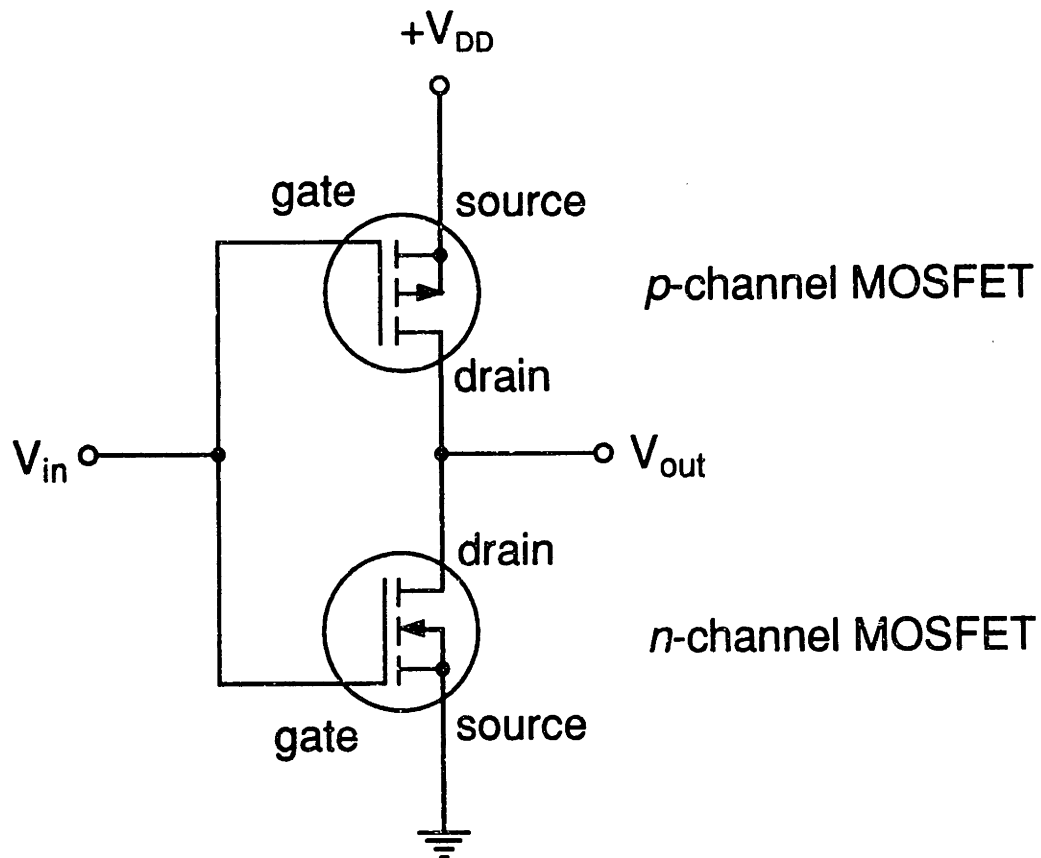 +V_DD
gate
source
p-channel MOSFET
drain
V_in
V_out
drain
n-channel MOSFET
gate
source